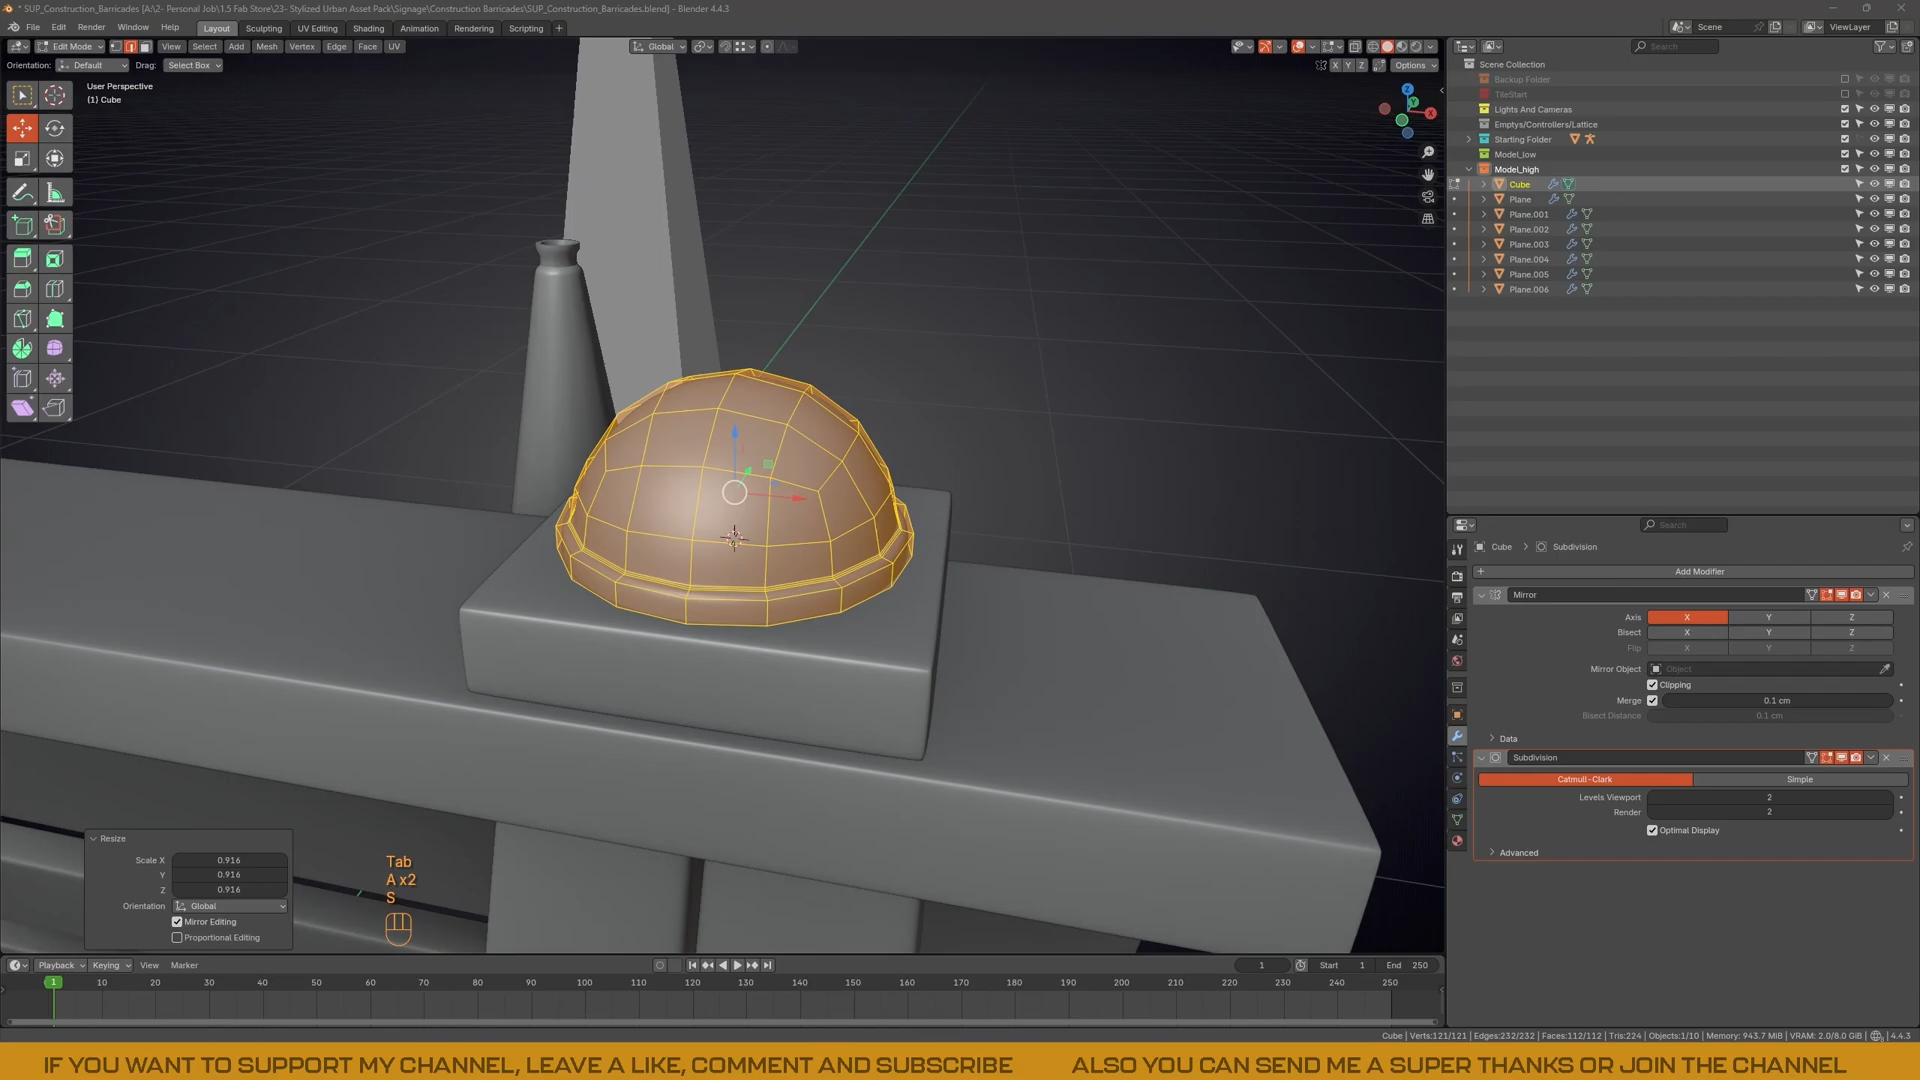 * SUP_Construction_Barricades [A:\2- Personal Job\1.5 Fab Store\23- Stylized Urban Asset Pack\Signage\Construction Barricades\SUP_Construction_Barricades.blend] - Blender 4.4.3
File Edit Render Window Help Layout Sculpting UV Editing Shading Animation Rendering Scripting + Scene ViewLayer
Edit Mode View Select Add Mesh Vertex Edge Face UV Global Search
Orientation: Default Drag: Select Box X Y Z Options
User Perspective
(1) Cube
Z
Y
X
Scene Collection
Backup Folder
TileStart
Lights And Cameras
Emptys/Controllers/Lattice
Starting Folder
Model_low
Model_high
Cube
Plane
Plane.001
Plane.002
Plane.003
Plane.004
Plane.005
Plane.006
Search
Cube > Subdivision
+ Add Modifier
Mirror
Axis X Y Z
Bisect X Y Z
Flip X Y Z
Mirror Object Object
Clipping
Merge 0.1 cm
Bisect Distance 0.1 cm
Data
Subdivision
Catmull-Clark Simple
Levels Viewport 2
Render 2
Optimal Display
Advanced
Resize
Scale X 0.916
Y 0.916
Z 0.916
Orientation Global
Mirror Editing
Proportional Editing
Tab
A x2
S
Playback Keying View Marker 1 Start 1 End 250
1 10 20 30 40 50 60 70 80 90 100 110 120 130 140 150 160 170 180 190 200 210 220 230 240 250
Cube | Verts:121/121 | Edges:232/232 | Faces:112/112 | Tris:224 | Objects:1/10 | Memory: 943.7 MiB | VRAM: 2.0/8.0 GiB 4.4.3
IF YOU WANT TO SUPPORT MY CHANNEL, LEAVE A LIKE, COMMENT AND SUBSCRIBE ALSO YOU CAN SEND ME A SUPER THANKS OR JOIN THE CHANNEL